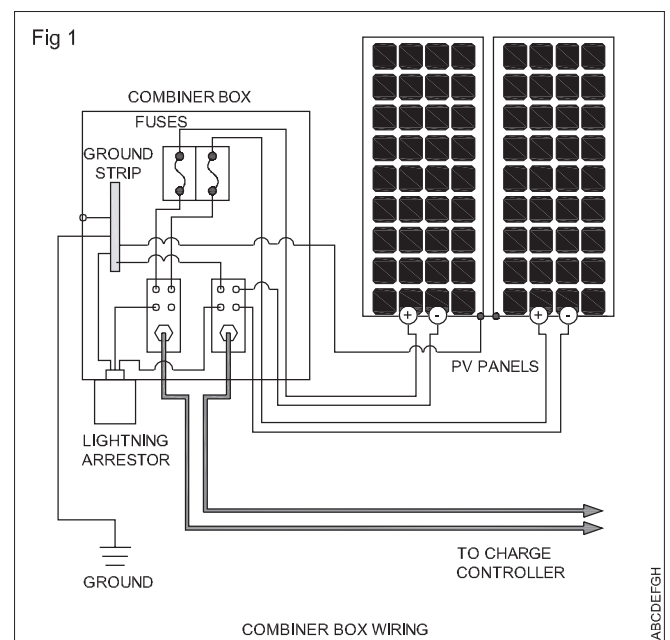 Fig 1
COMBINER BOX
FUSES
GROUND
STRIP
+
-
+
-
PV PANELS
LIGHTNING
ARRESTOR
TO CHARGE
CONTROLLER
GROUND
COMBINER BOX WIRING
ABCDEFGH